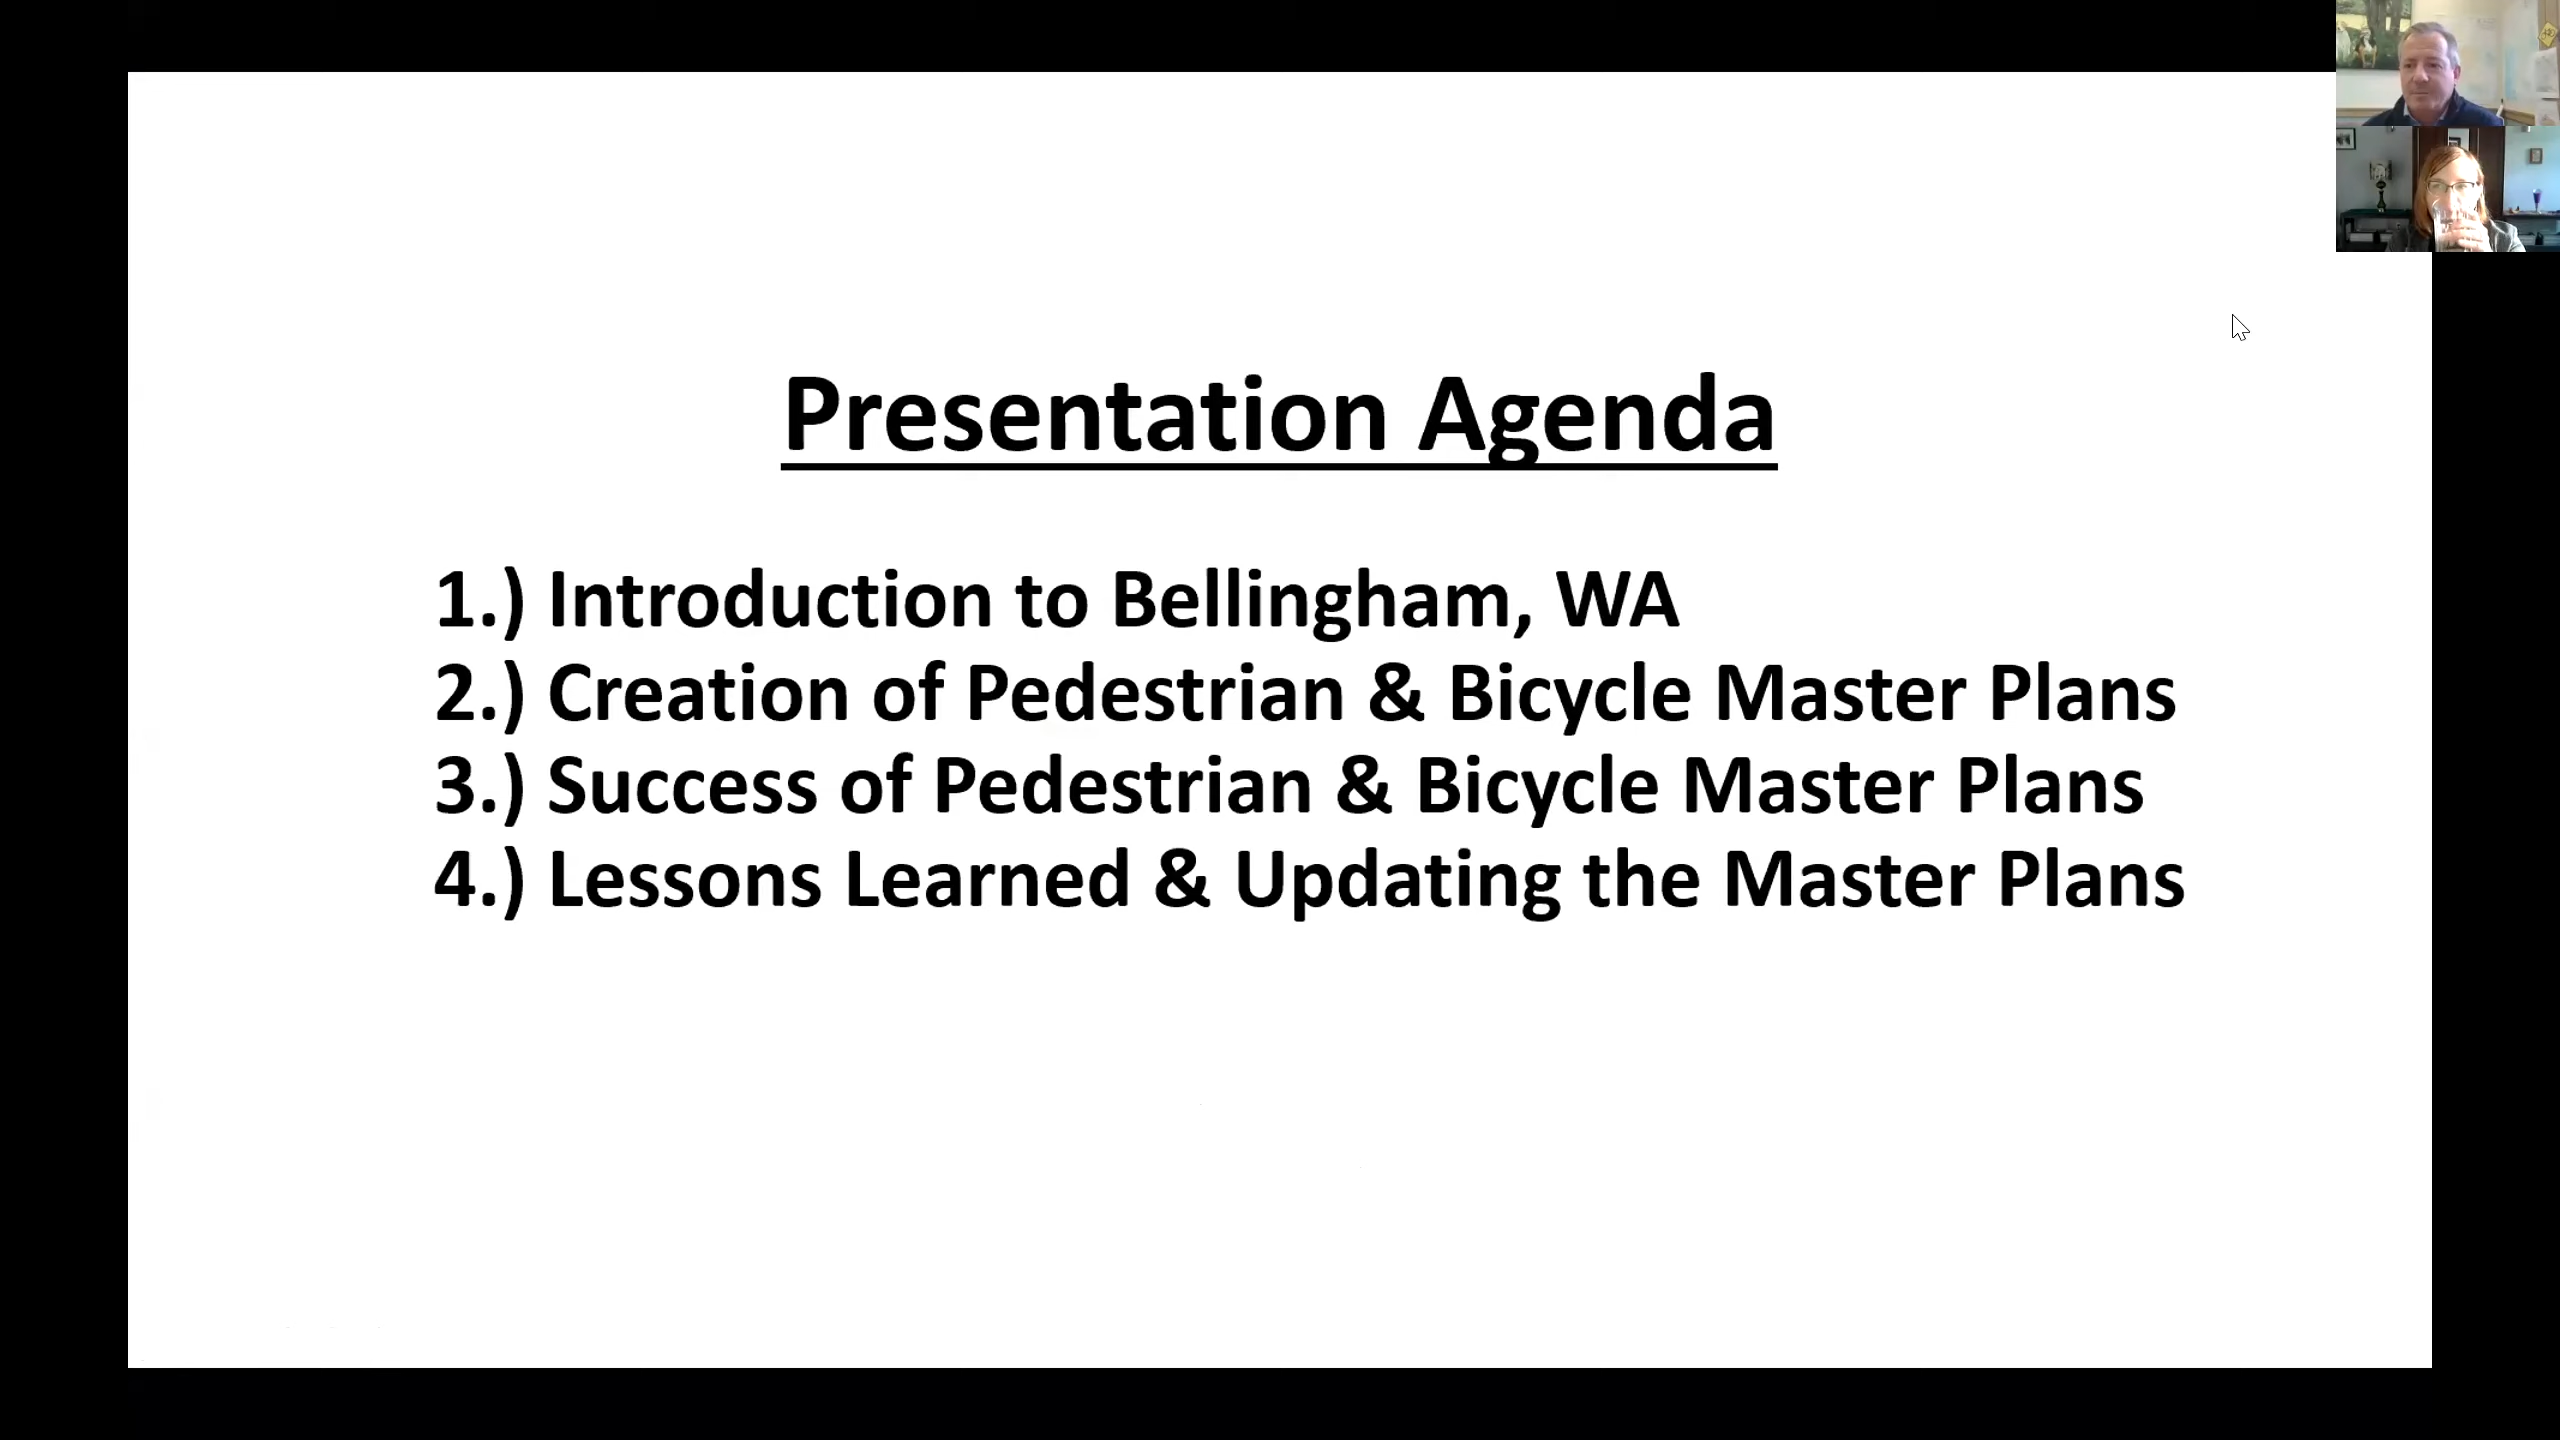 Presentation Agenda
1.) Introduction to Bellingham, WA
2.) Creation of Pedestrian & Bicycle Master Plans
3.) Success of Pedestrian & Bicycle Master Plans
4.) Lessons Learned & Updating the Master Plans